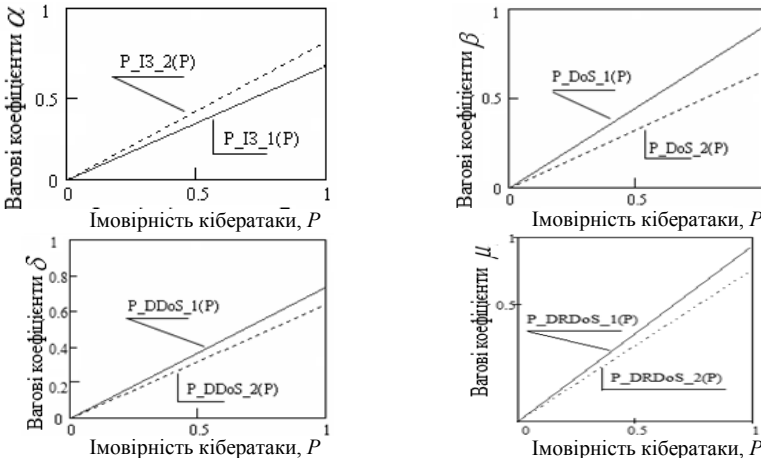 Вагові коефіцієнти α
1
0.5
0
P_ІЗ_2(P)
P_ІЗ_1(P)
0
0.5
1
Імовірність кібератаки, P
Вагові коефіцієнти β
1
0.5
0
P_DoS_1(P)
P_DoS_2(P)
0
0.5
1
Імовірність кібератаки, P
Вагові коефіцієнти δ
1
0.8
0.6
0.4
0.2
0
P_DDoS_1(P)
P_DDoS_2(P)
0
0.5
1
Імовірність кібератаки, P
Вагові коефіцієнти μ
1
0.5
P_DRDoS_1(P)
P_DRDoS_2(P)
0
0.5
1
Імовірність кібератаки, P